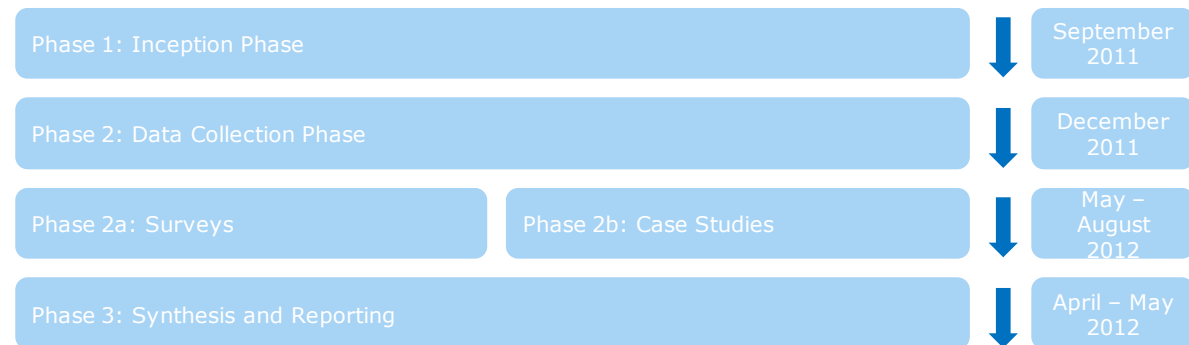 Phase 1: Inception Phase
September
2011
Phase 2: Data Collection Phase
December
2011
Phase 2a: Surveys
Phase 2b: Case Studies
May –
August
2012
Phase 3: Synthesis and Reporting
April – May
2012